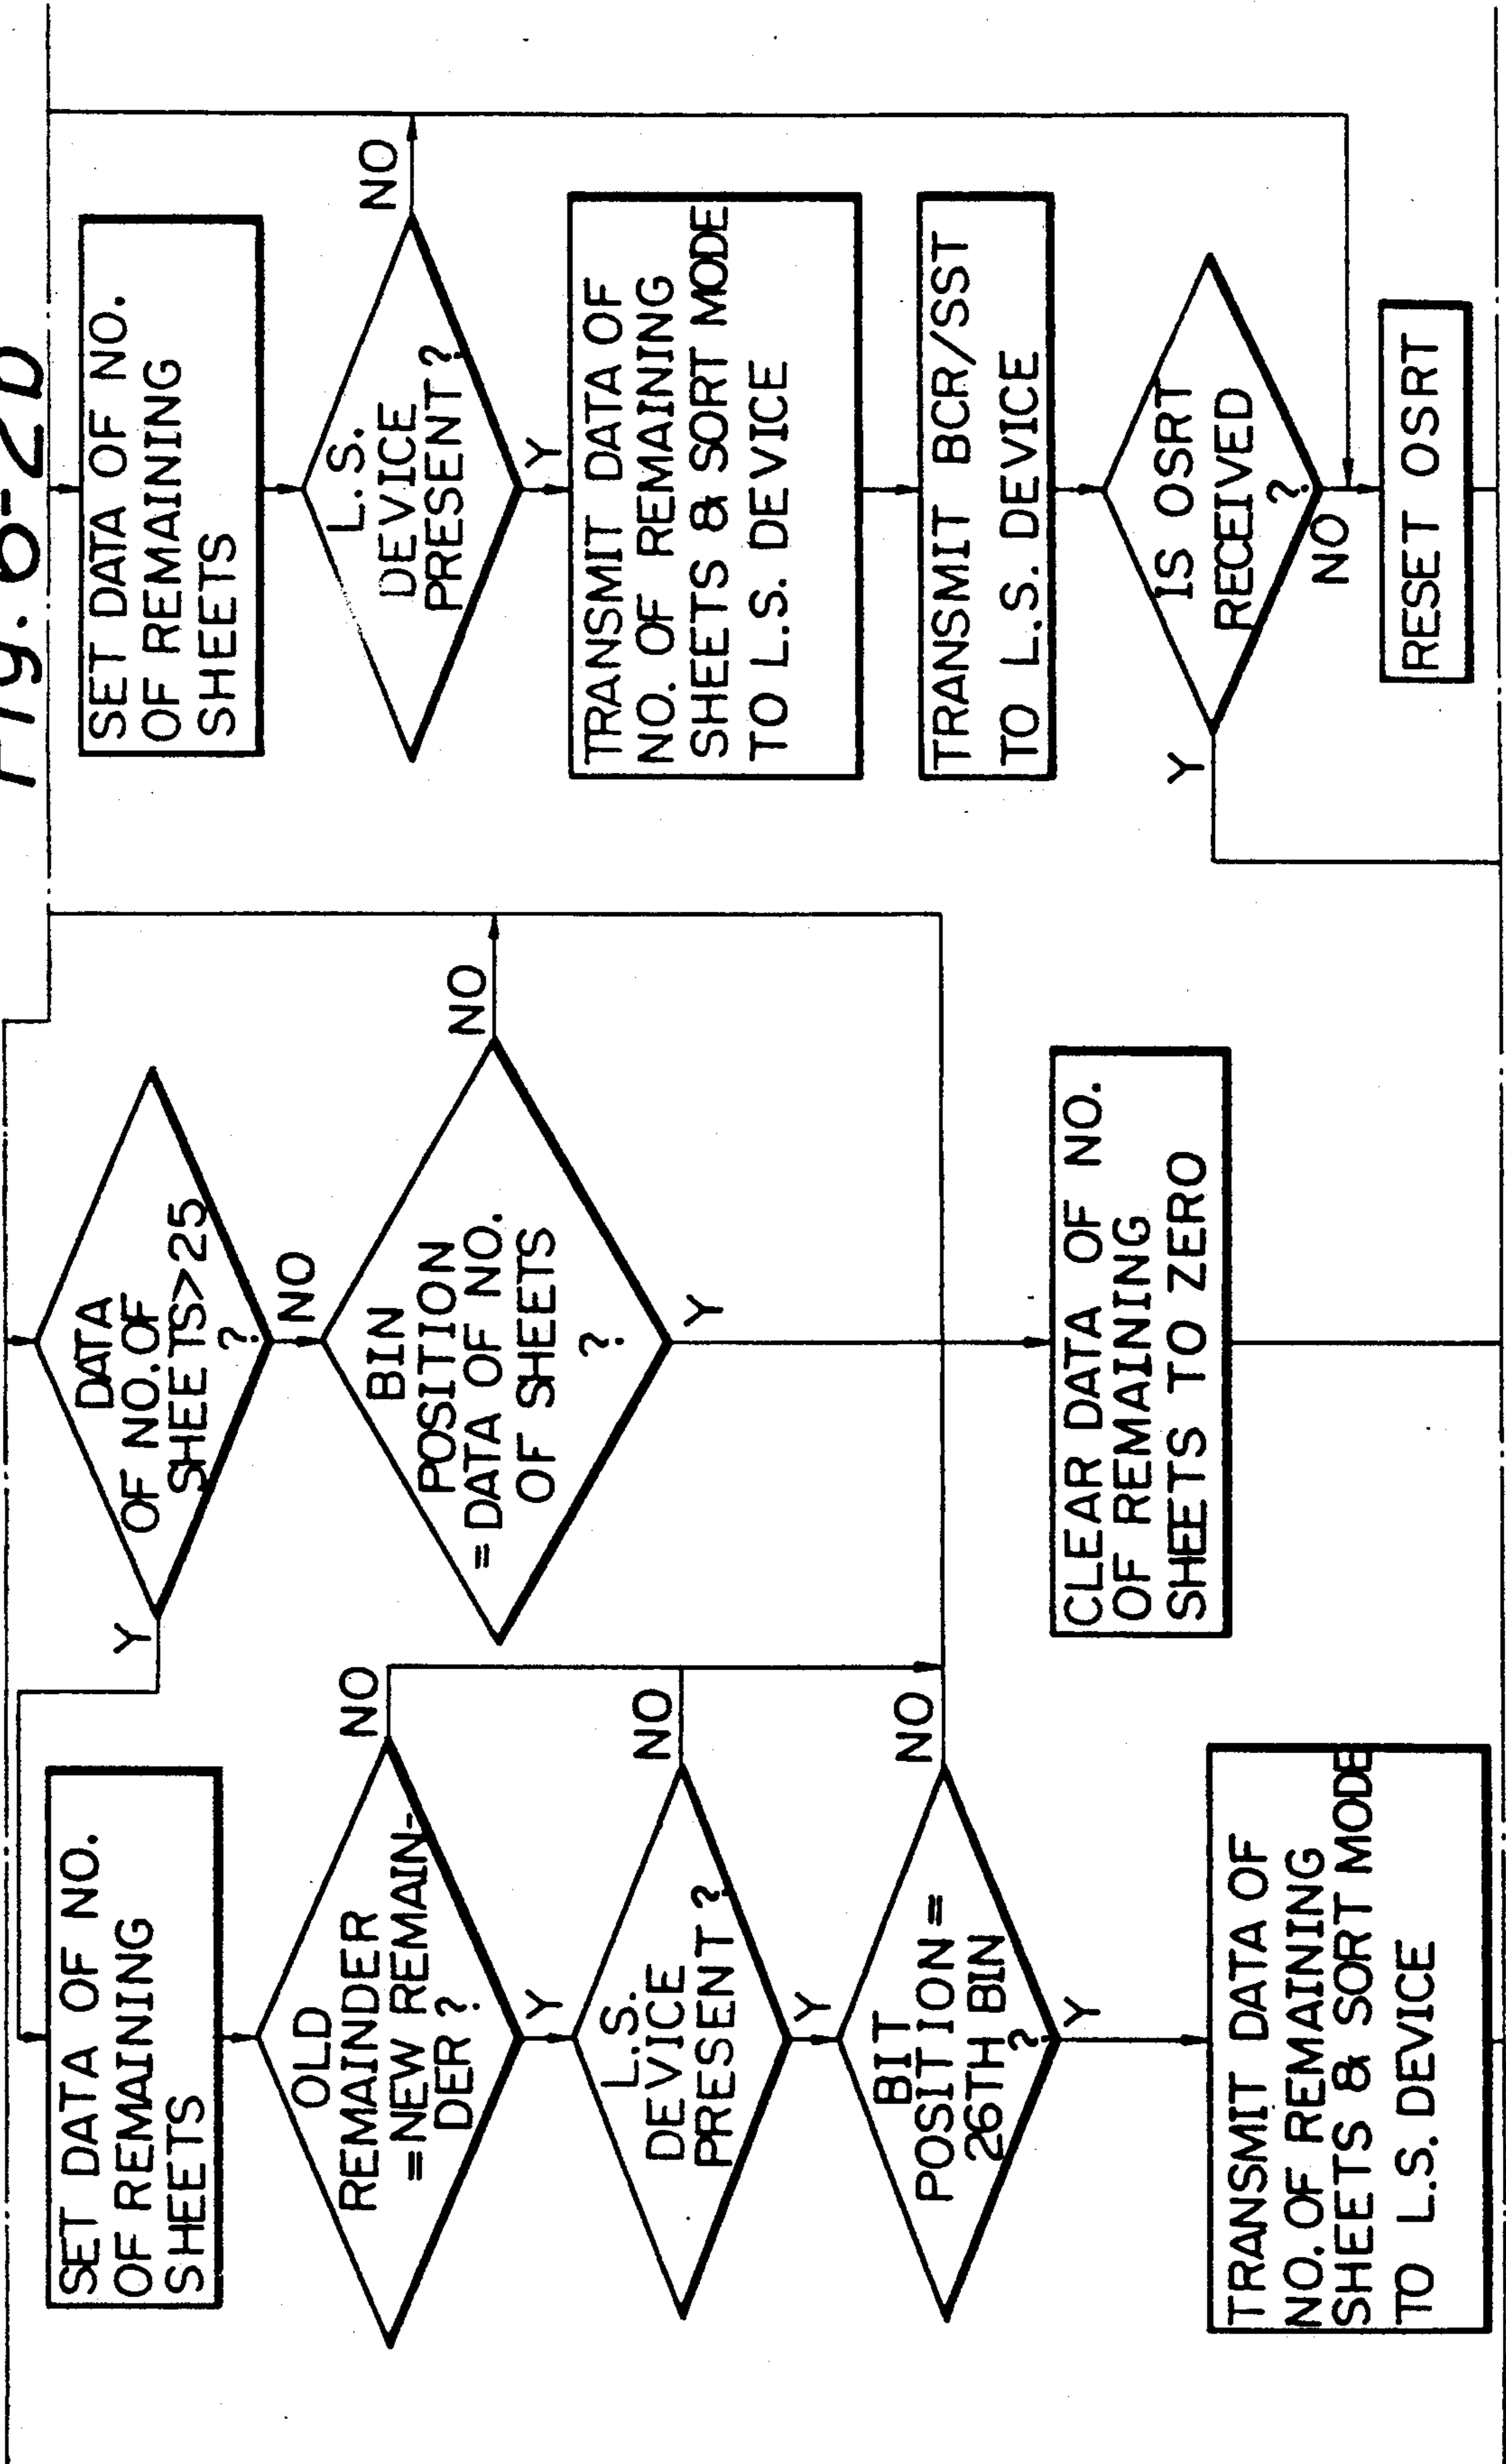 Fig. 6-2b
SET DATA OF NO.
OF REMAINING
SHEETS
OLD
REMAINDER
=NEW REMAIN-
DER ?
NO
Y
L.S.
DEVICE
PRESENT ?
NO
Y
BIT
POSITION =
26TH BIN
?
NO
Y
TRANSMIT DATA OF
NO. OF REMAINING
SHEETS & SORT MODE
TO L.S. DEVICE
DATA
OF NO. OF
SHEETS>25
?
Y
NO
BIN
POSITION
= DATA OF NO.
OF SHEETS
?
NO
Y
CLEAR DATA OF NO.
OF REMAINING
SHEETS TO ZERO
SET DATA OF NO.
OF REMAINING
SHEETS
L.S.
DEVICE
PRESENT ?
NO
Y
TRANSMIT DATA OF
NO. OF REMAINING
SHEETS & SORT MODE
TO L.S. DEVICE
TRANSMIT BCR/SST
TO L.S. DEVICE
IS OSRT
RECEIVED
?
Y
NO
RESET OSRT